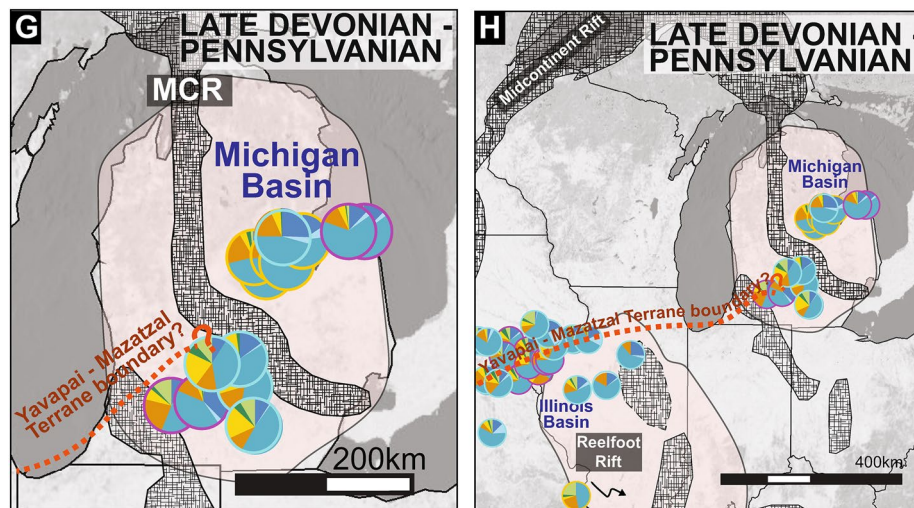 G
LATE DEVONIAN -
PENNSYLVANIAN
MCR
Michigan
Basin
Yavapai - Mazatzal
Terrane boundary?
?
200km
H
LATE DEVONIAN -
PENNSYLVANIAN
Midcontinent Rift
Michigan
Basin
Yavapai - Mazatzal Terrane boundary?
?
Illinois
Basin
Reelfoot
Rift
400km